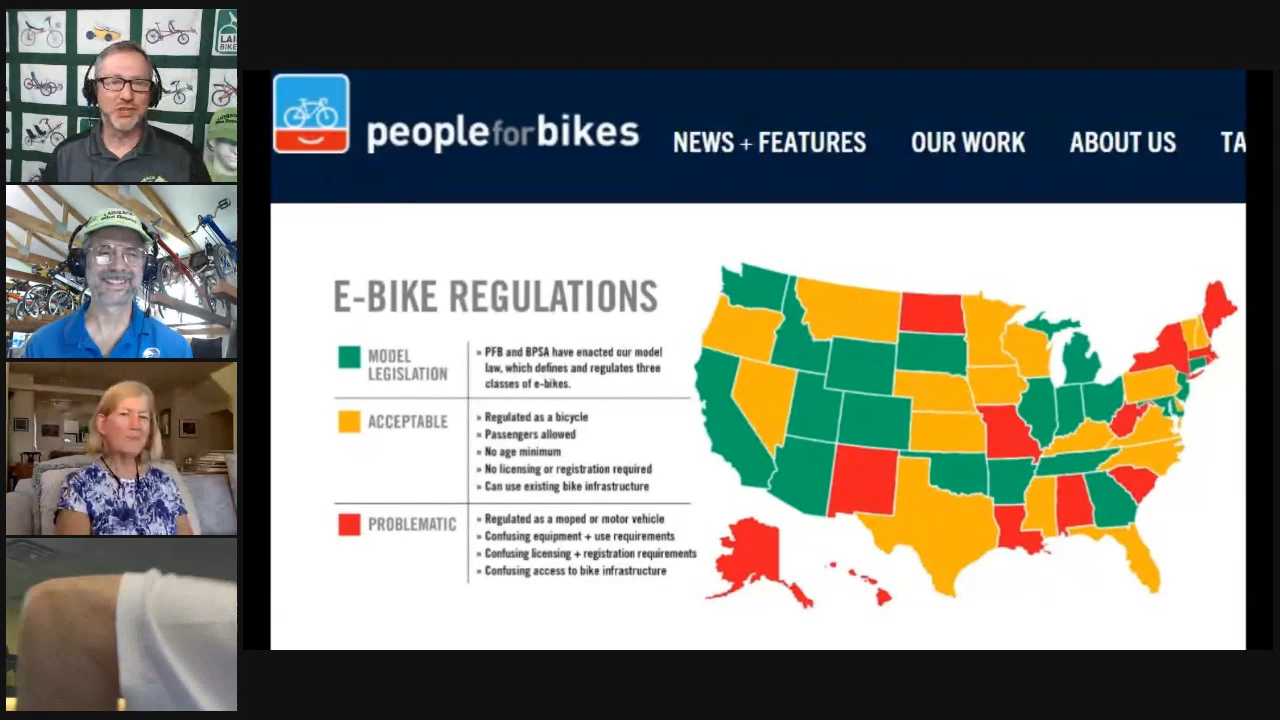 LAI
BIKE
peopleforbikes
NEWS + FEATURES
OUR WORK
ABOUT US
TA
E-BIKE REGULATIONS
MODEL
LEGISLATION
» PFB and BPSA have enacted our model
law, which defines and regulates three
classes of e-bikes.
ACCEPTABLE
» Regulated as a bicycle
» Passengers allowed
» No age minimum
» No licensing or registration required
» Can use existing bike infrastructure
PROBLEMATIC
» Regulated as a moped or motor vehicle
» Confusing equipment + use requirements
» Confusing licensing + registration requirements
» Confusing access to bike infrastructure